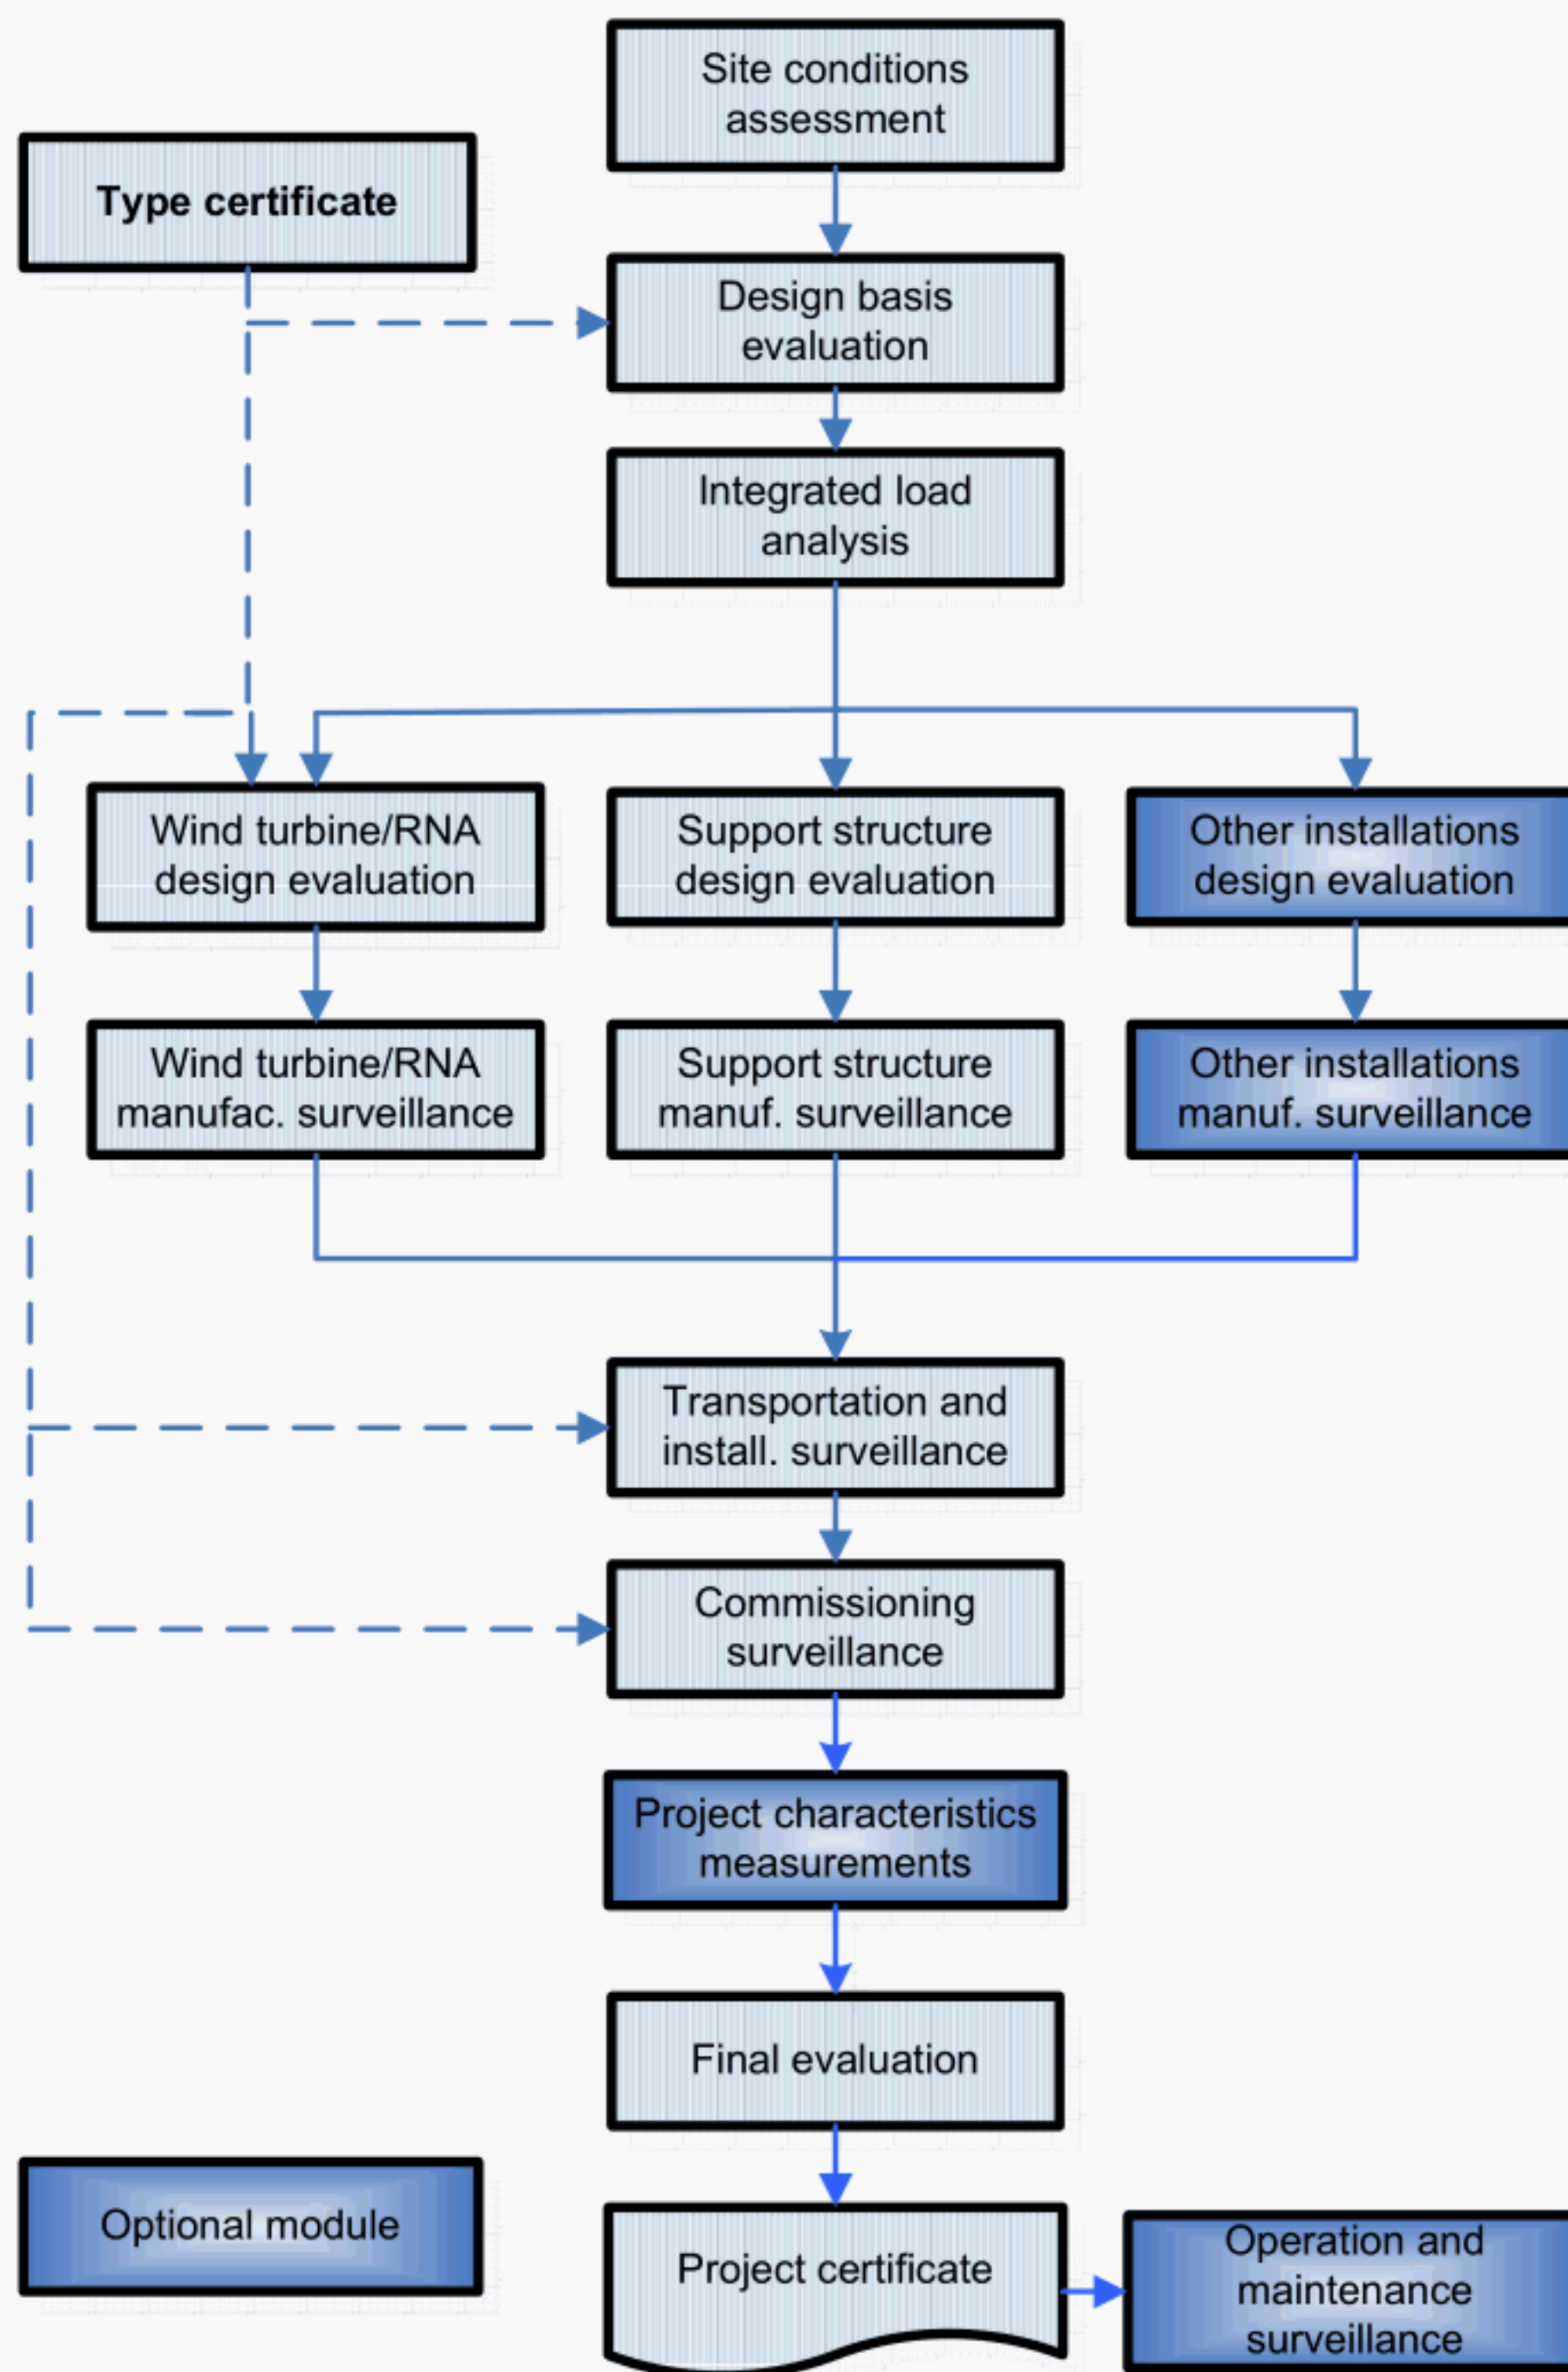 Site conditions
assessment
Type certificate
Design basis
evaluation
Integrated load
analysis
Wind turbine/RNA
design evaluation
Support structure
design evaluation
Other installations
design evaluation
Wind turbine/RNA
manufac. surveillance
Support structure
manuf. surveillance
Other installations
manuf. surveillance
Transportation and
install. surveillance
Commissioning
surveillance
Project characteristics
measurements
Final evaluation
Optional module
Project certificate
Operation and
maintenance
surveillance